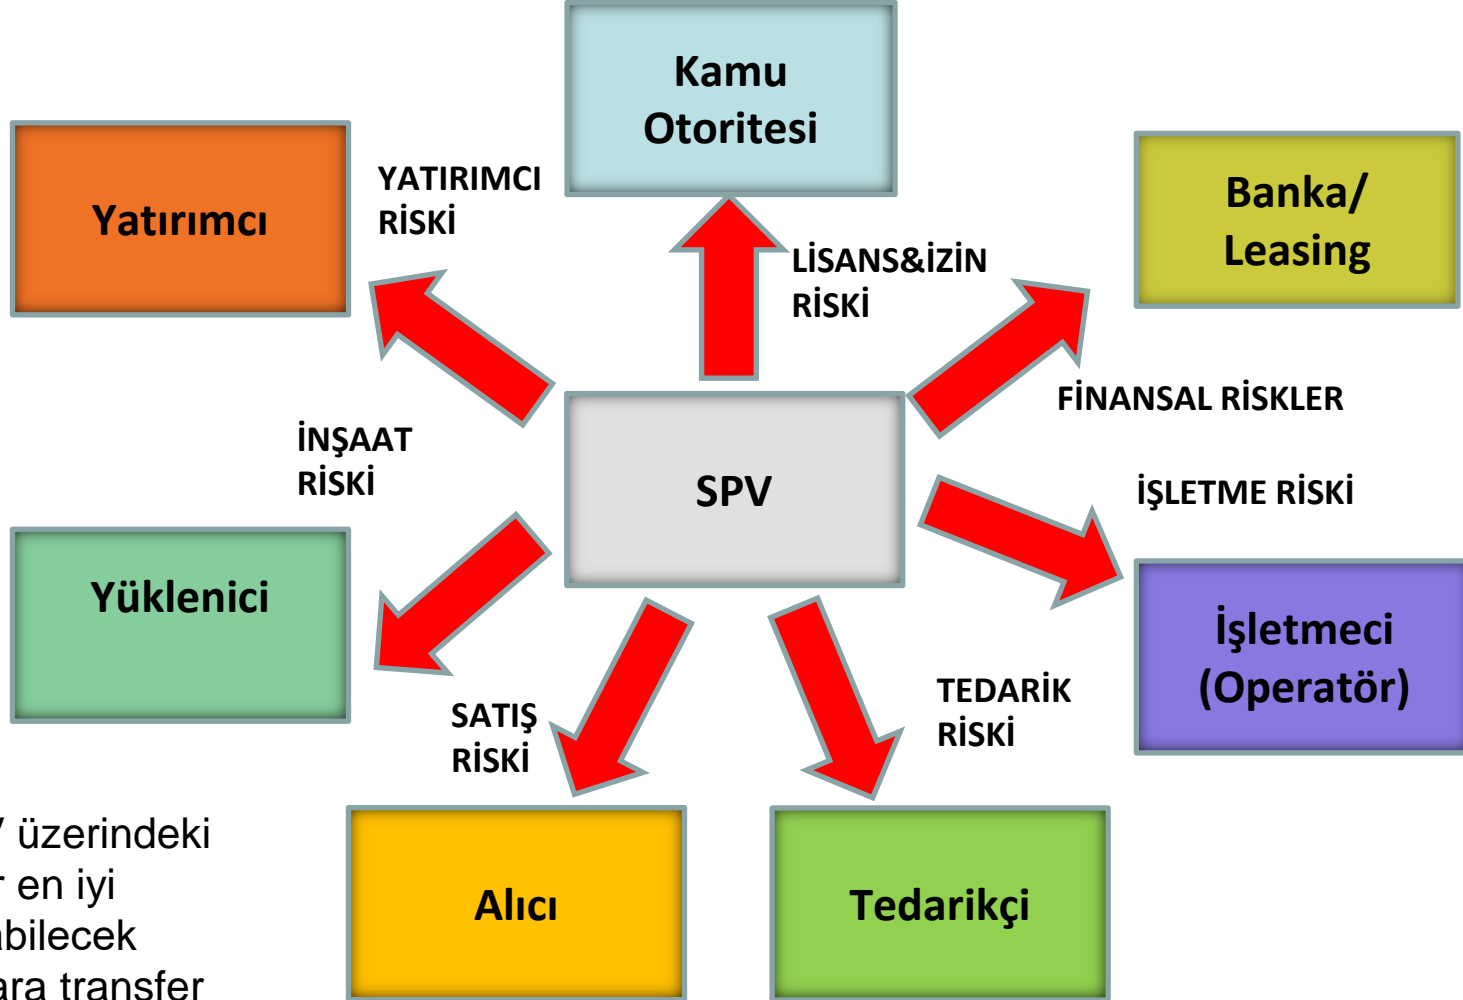 Kamu
Otoritesi
Yatırımcı
YATIRIMCI
RİSKİ
LİSANS&İZİN
RİSKİ
Banka/
Leasing
FİNANSAL RİSKLER
İNŞAAT
RİSKİ
SPV
İŞLETME RİSKİ
Yüklenici
İşletmeci
(Operatör)
SATIŞ
RİSKİ
TEDARİK
RİSKİ
Alıcı
Tedarikçi
üzerindeki
en iyi
transfer